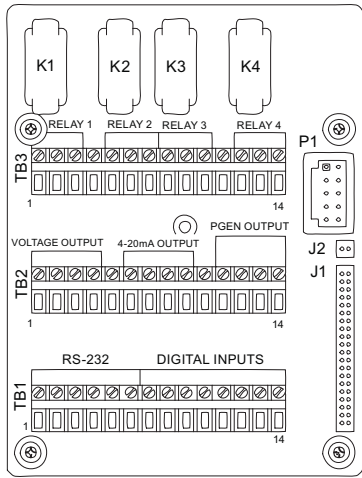 K1 K2 K3 K4
RELAY 1 RELAY 2 RELAY 3 RELAY 4
P1
TB3
1 14
PGEN OUTPUT
VOLTAGE OUTPUT 4-20mA OUTPUT
J2
J1
TB2
1 14
RS-232 DIGITAL INPUTS
TB1
1 14